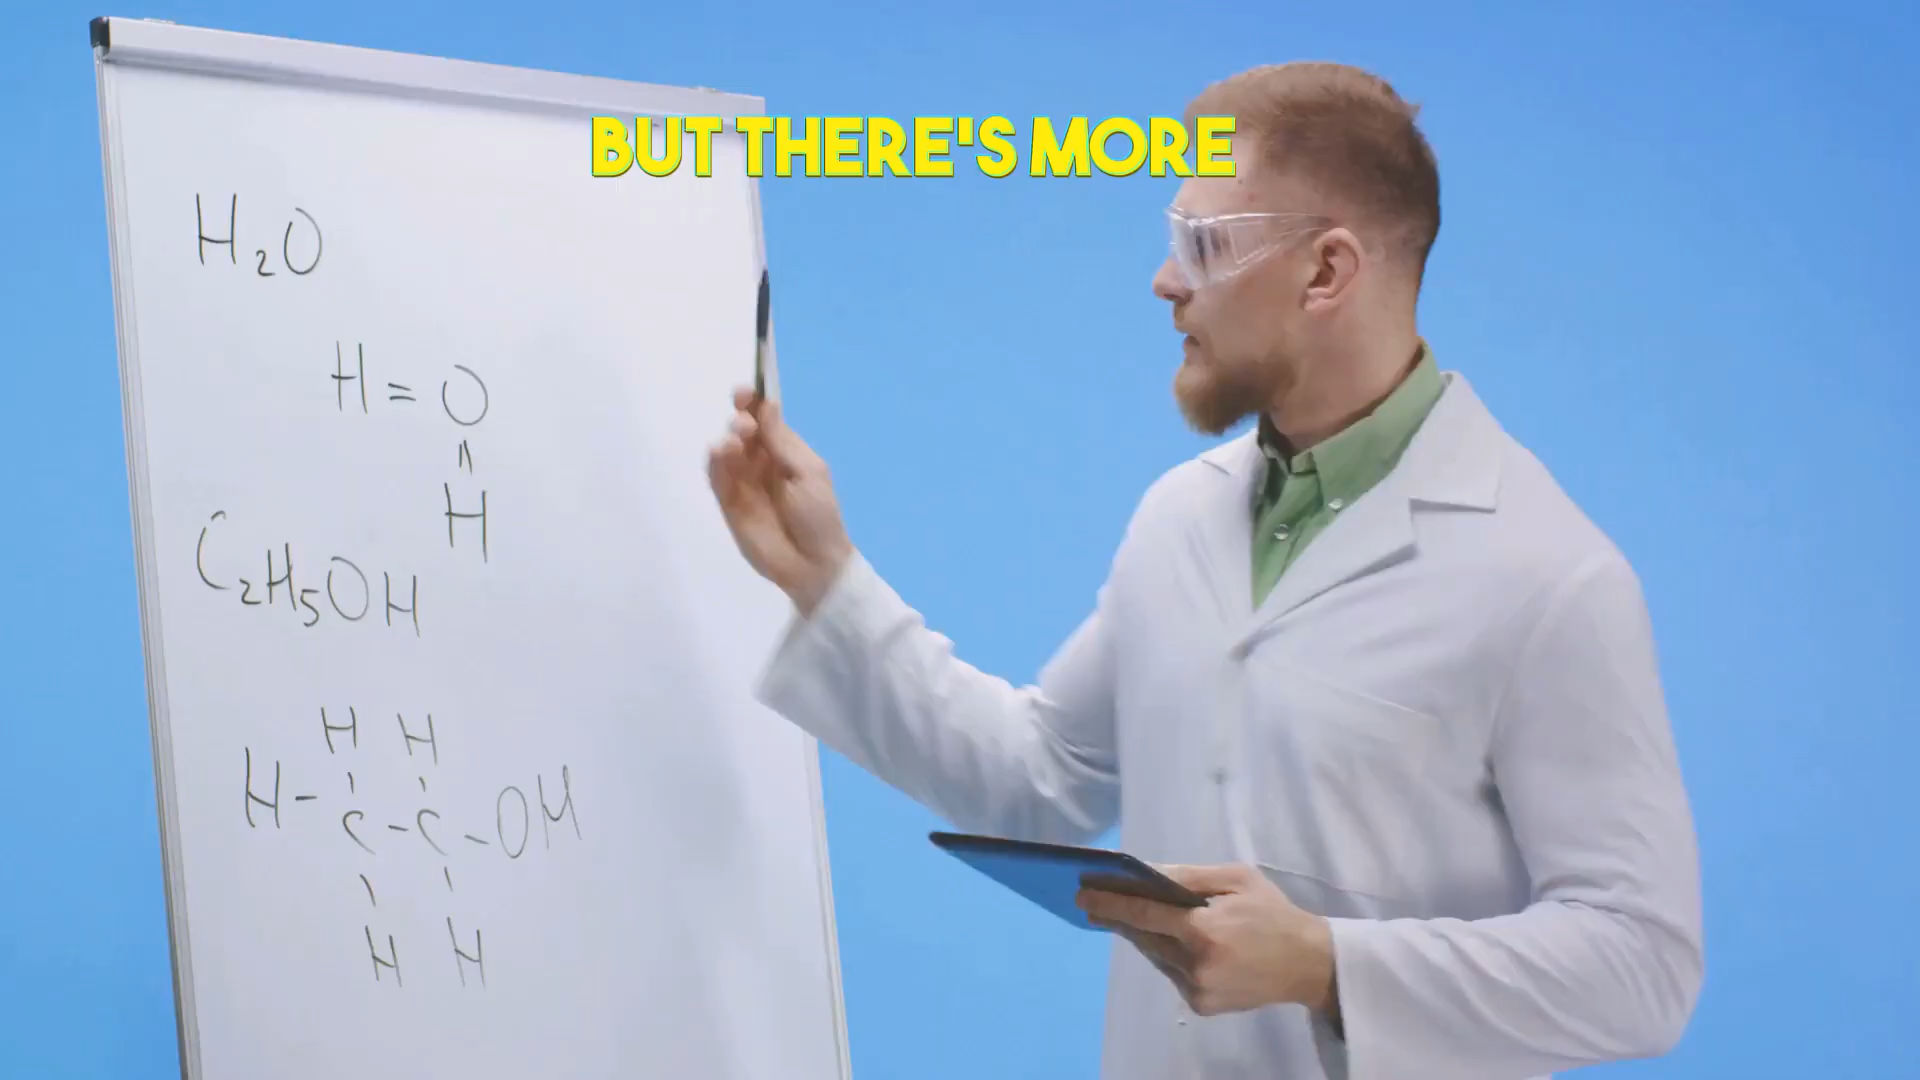 BUT THERE'S MORE
H₂O
H = O
=
H
C₂H₅OH
H H
H - C - C - OH
H H